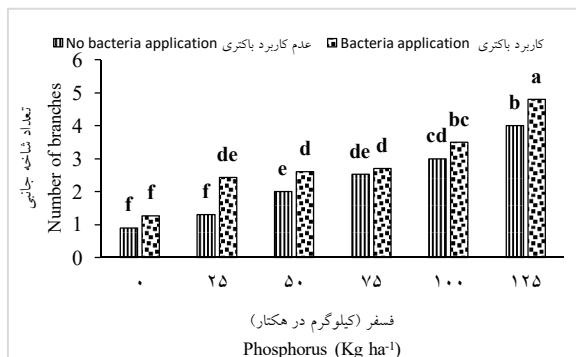 No bacteria application عدم کاربرد باکتری Bacteria application کاربرد باکتری
تعداد شاخه جانبی
Number of branches
6
5
4
3
2
1
0
f f f de e d de d cd bc b a
۰ ۲۵ ۵۰ ۷۵ ۱۰۰ ۱۲۵
فسفر (کیلوگرم در هکتار)
Phosphorus (Kg ha⁻¹)